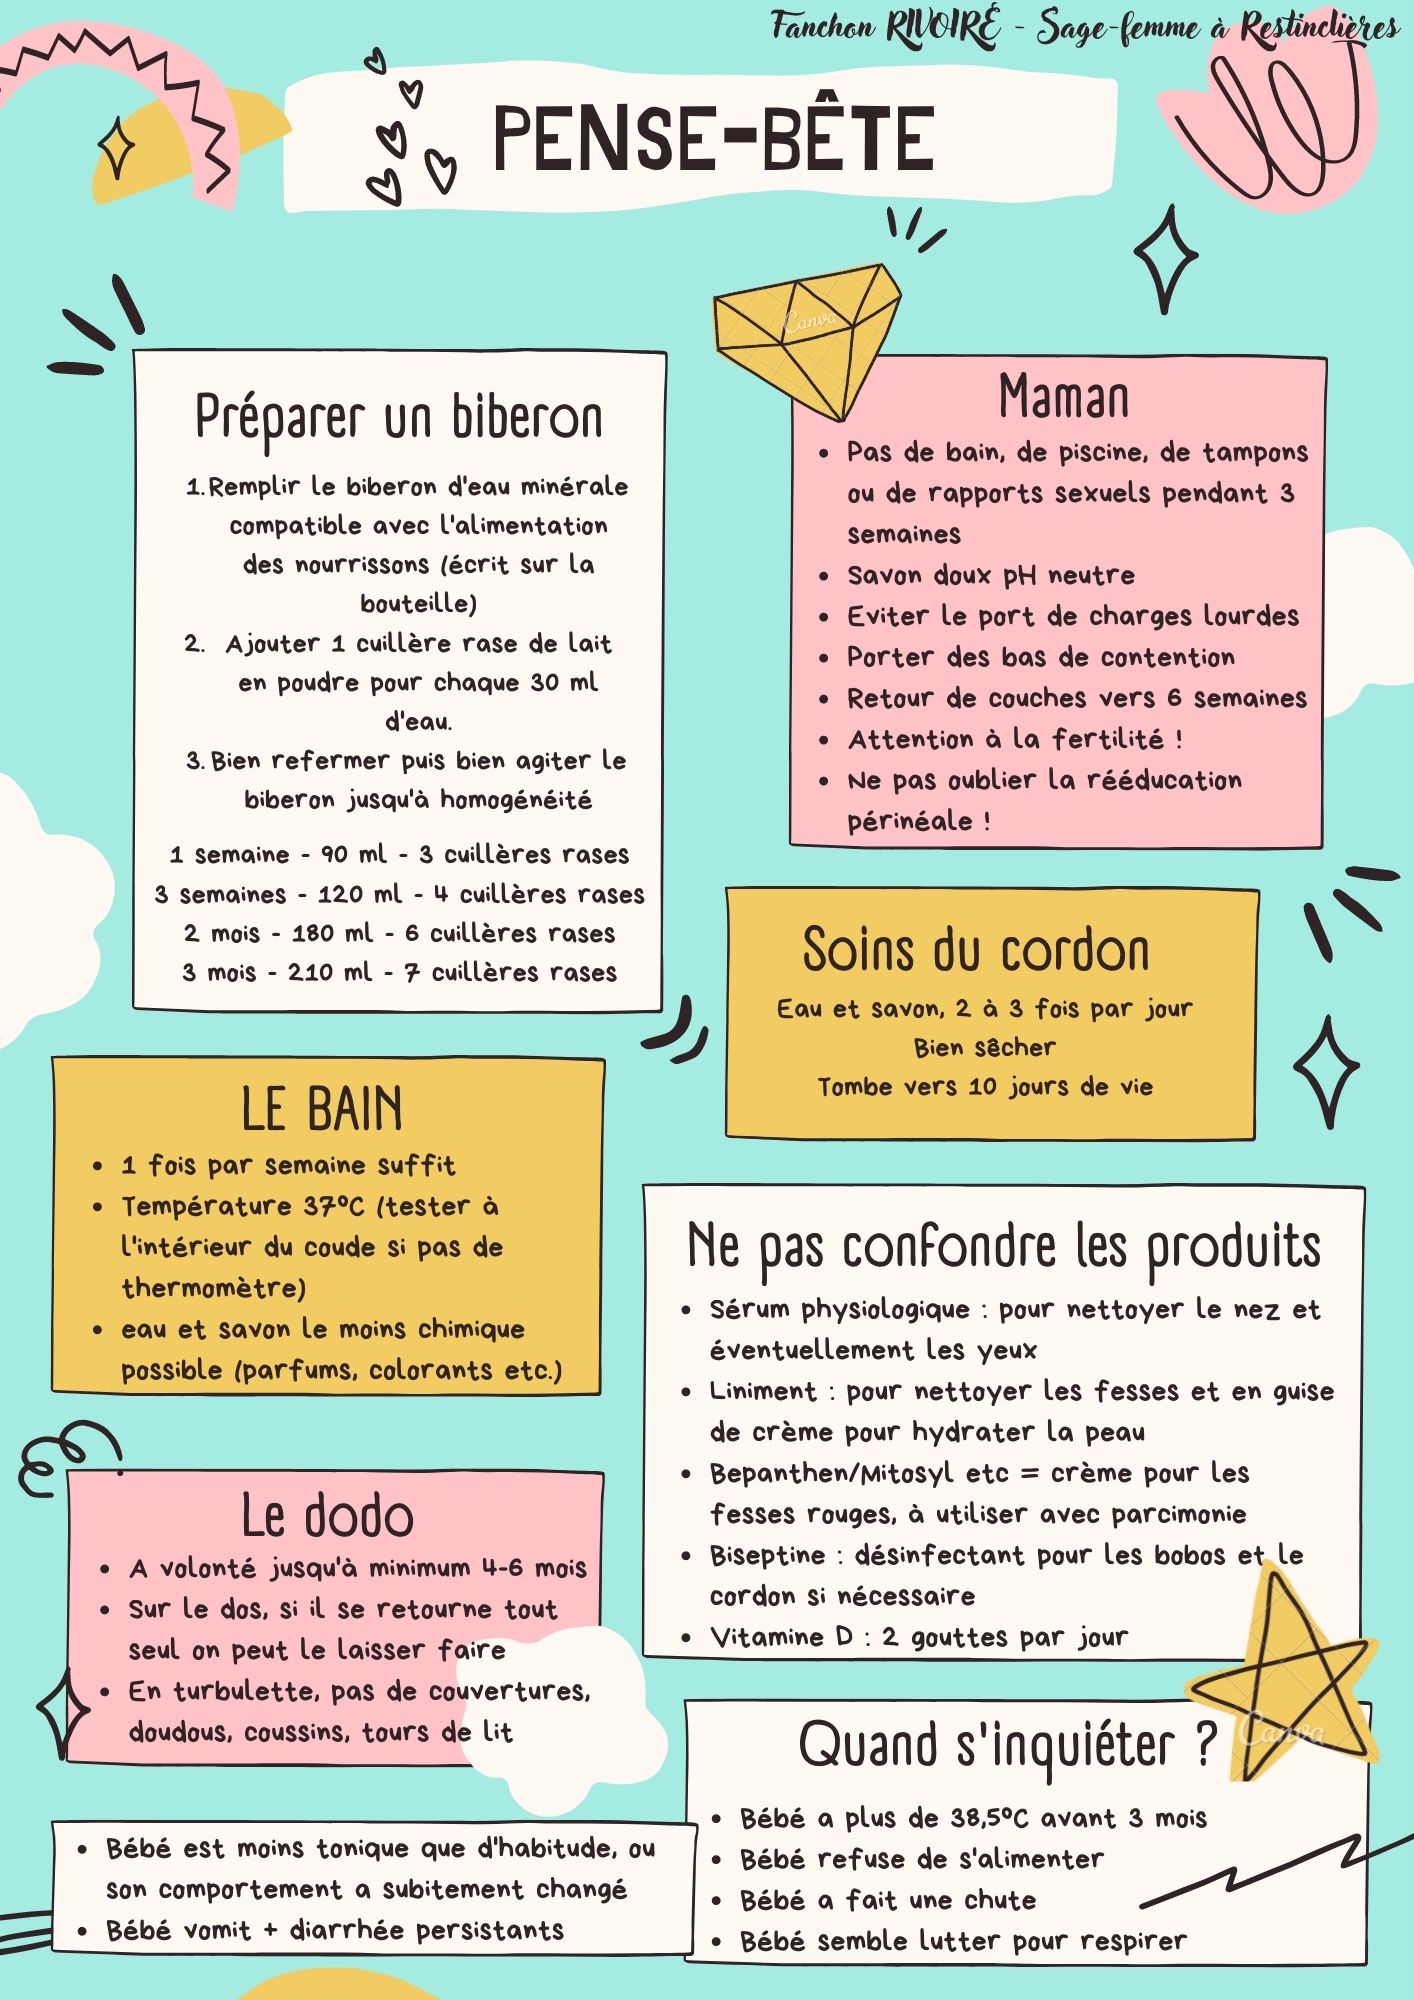 Fanchon RIVOIRÉ - Sage-femme à Restinclières
PENSE-BÊTE
Préparer un biberon
1. Remplir le biberon d'eau minérale
compatible avec l'alimentation
des nourrissons (écrit sur la
bouteille)
2. Ajouter 1 cuillère rase de lait
en poudre pour chaque 30 ml
d'eau.
3. Bien refermer puis bien agiter le
biberon jusqu'à homogénéité
1 semaine - 90 ml - 3 cuillères rases
3 semaines - 120 ml - 4 cuillères rases
2 mois - 180 ml - 6 cuillères rases
3 mois - 210 ml - 7 cuillères rases
Canva
Maman
• Pas de bain, de piscine, de tampons
ou de rapports sexuels pendant 3
semaines
• Savon doux pH neutre
• Eviter le port de charges lourdes
• Porter des bas de contention
• Retour de couches vers 6 semaines
• Attention à la fertilité !
• Ne pas oublier la rééducation
périnéale !
Soins du cordon
Eau et savon, 2 à 3 fois par jour
Bien sêcher
Tombe vers 10 jours de vie
LE BAIN
• 1 fois par semaine suffit
• Température 37°C (tester à
l'intérieur du coude si pas de
thermomètre)
• eau et savon le moins chimique
possible (parfums, colorants etc.)
Ne pas confondre les produits
• Sérum physiologique : pour nettoyer le nez et
éventuellement les yeux
• Liniment : pour nettoyer les fesses et en guise
de crème pour hydrater la peau
• Bepanthen/Mitosyl etc = crème pour les
fesses rouges, à utiliser avec parcimonie
• Biseptine : désinfectant pour les bobos et le
cordon si nécessaire
• Vitamine D : 2 gouttes par jour
Le dodo
• A volonté jusqu'à minimum 4-6 mois
• Sur le dos, si il se retourne tout
seul on peut le laisser faire
• En turbulette, pas de couvertures,
doudous, coussins, tours de lit
Quand s'inquiéter ?
Canva
• Bébé a plus de 38,5°C avant 3 mois
• Bébé refuse de s'alimenter
• Bébé a fait une chute
• Bébé semble lutter pour respirer
• Bébé est moins tonique que d'habitude, ou
son comportement a subitement changé
• Bébé vomit + diarrhée persistants